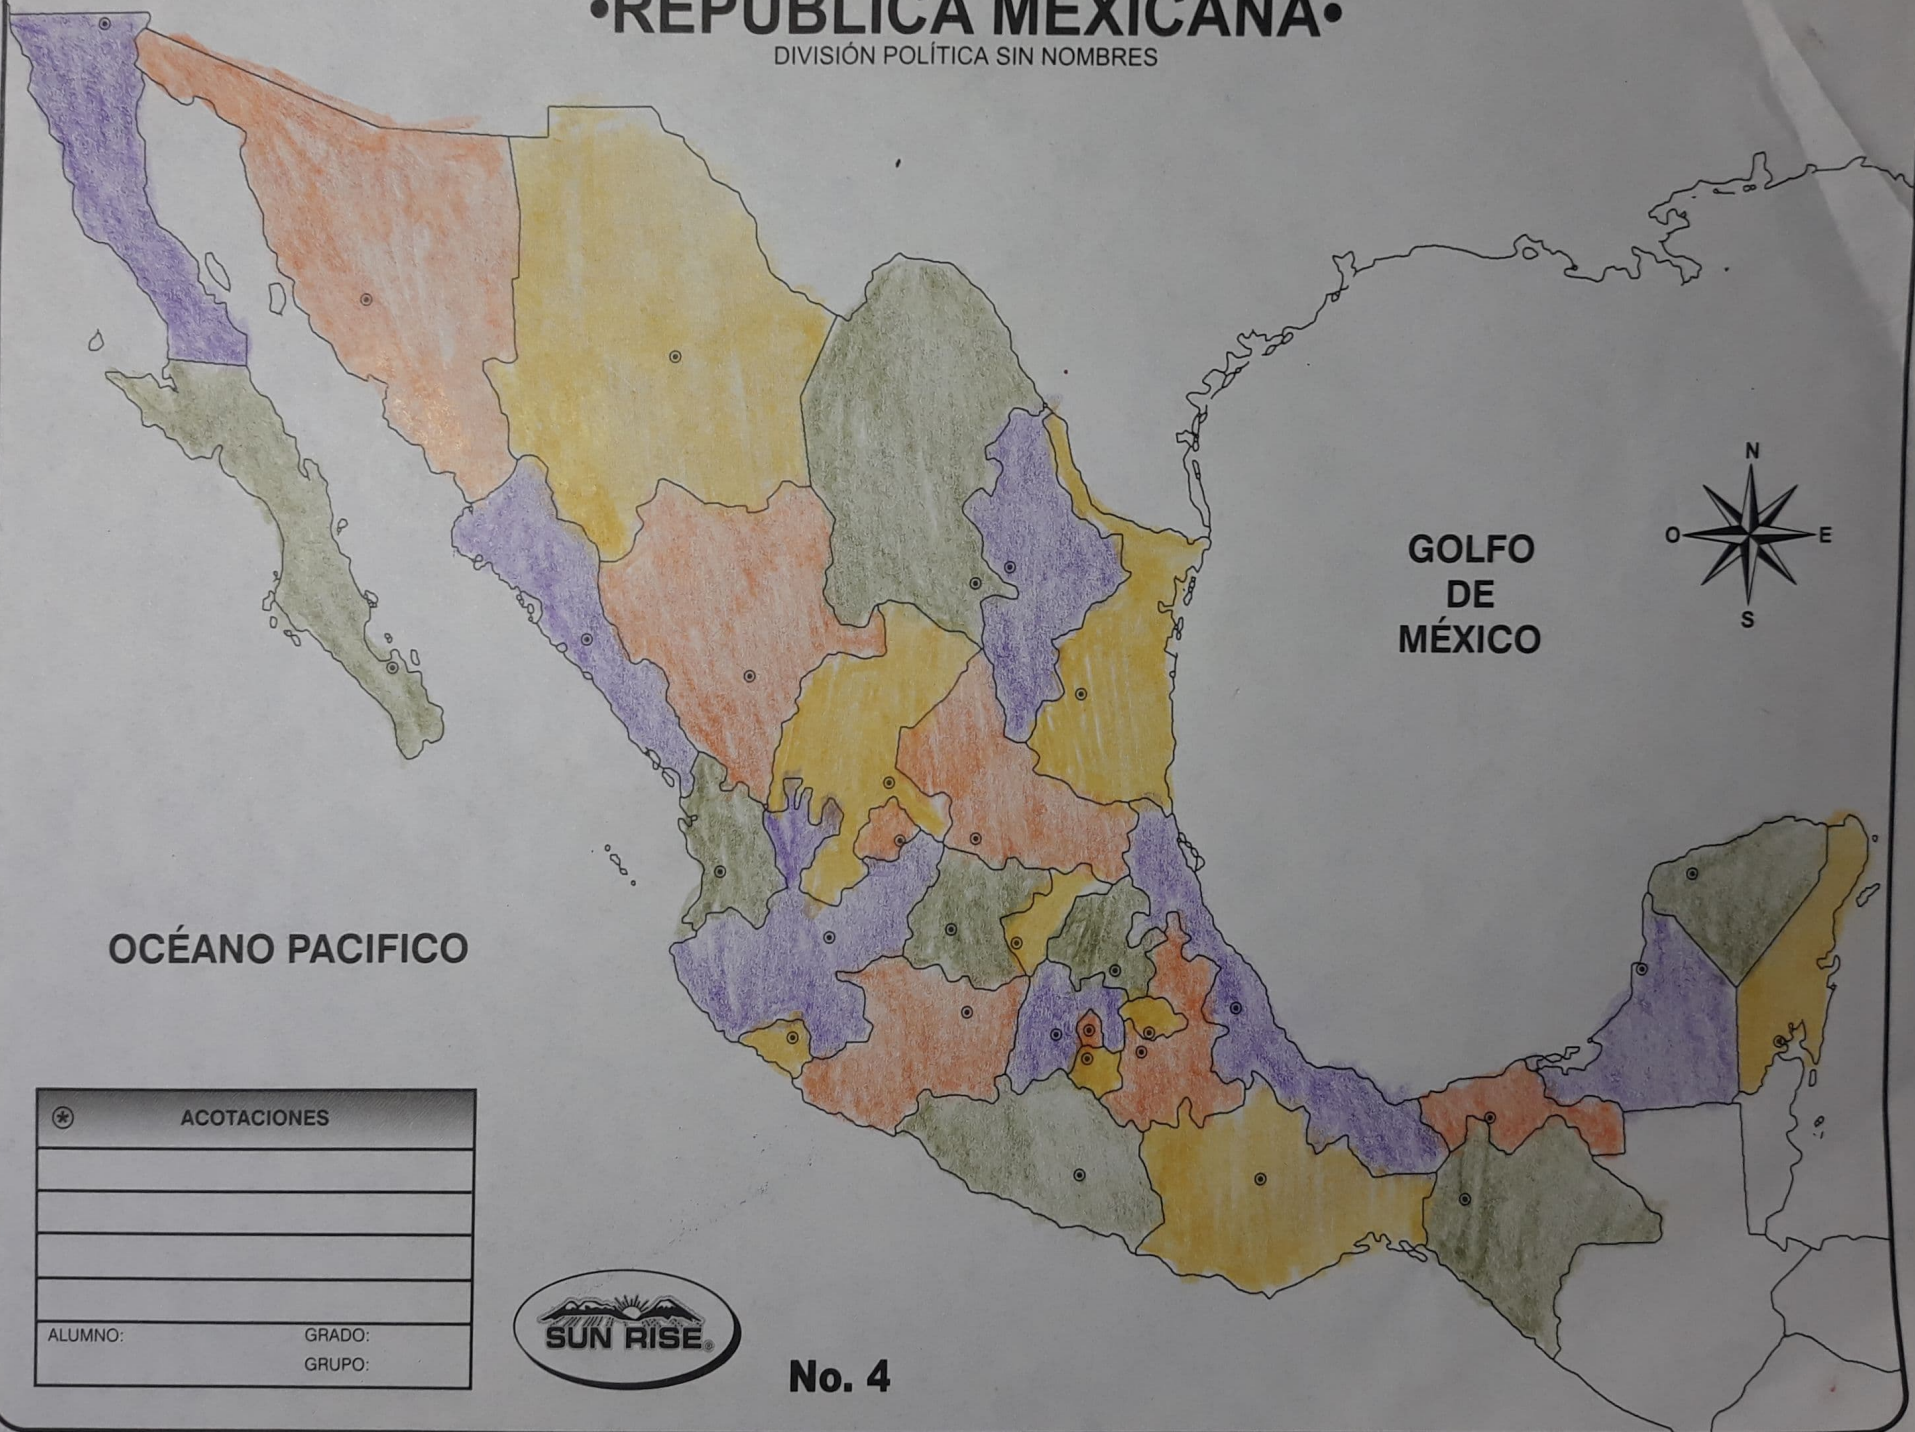 •REPÚBLICA MEXICANA•
DIVISIÓN POLÍTICA SIN NOMBRES
N
O
E
S
GOLFO
DE
MÉXICO
OCÉANO PACIFICO
ACOTACIONES
ALUMNO:
GRADO:
GRUPO:
SUN RISE®
No. 4